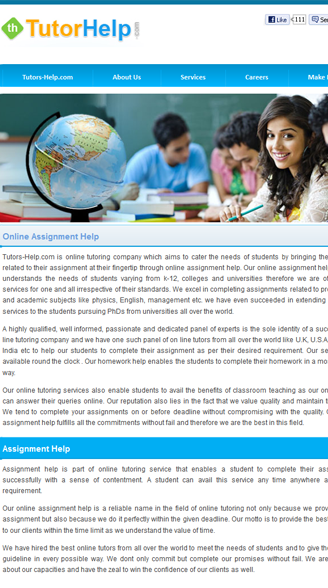 th TutorHelp .com
Like 111 Sen
Tutors-Help.com About Us Services Careers Make
Online Assignment Help
Tutors-Help.com is online tutoring company which aims to cater the needs of students by bringing the
related to their assignment at their fingertip through online assignment help. Our online assignment hel
understands the needs of students varying from k-12, colleges and universities therefore we are of
services for one and all irrespective of their standards. We excel in completing assignments related to pr
and academic subjects like physics, English, management etc. we have even succeeded in extending
services to the students pursuing PhDs from universities all over the world.
A highly qualified, well informed, passionate and dedicated panel of experts is the sole identity of a suc
line tutoring company and we have one such panel of on line tutors from all over the world like U.K, U.S.A
India etc to help our students to complete their assignment as per their desired requirement. Our se
available round the clock . Our homework help enables the students to complete their homework in a mo
way.
Our online tutoring services also enable students to avail the benefits of classroom teaching as our on
can answer their queries online. Our reputation also lies in the fact that we value quality and maintain t
We tend to complete your assignments on or before deadline without compromising with the quality.
assignment help fulfills all the commitments without fail and therefore we are the best in this field.
Assignment Help
Assignment help is part of online tutoring service that enables a student to complete their ass
successfully with a sense of contentment. A student can avail this service any time anywhere a
requirement.
Our online assignment help is a reliable name in the field of online tutoring not only because we prov
assignment but also because we do it perfectly within the given deadline. Our motto is to provide the best
to our clients within the time limit as we understand the value of time.
We have hired the best online tutors from all over the world to meet the needs of students and to give the
guideline in every possible way. We dont only commit but complete our promises without fail. We are
about our capacities and have the zeal to win the confidence of our clients as well.